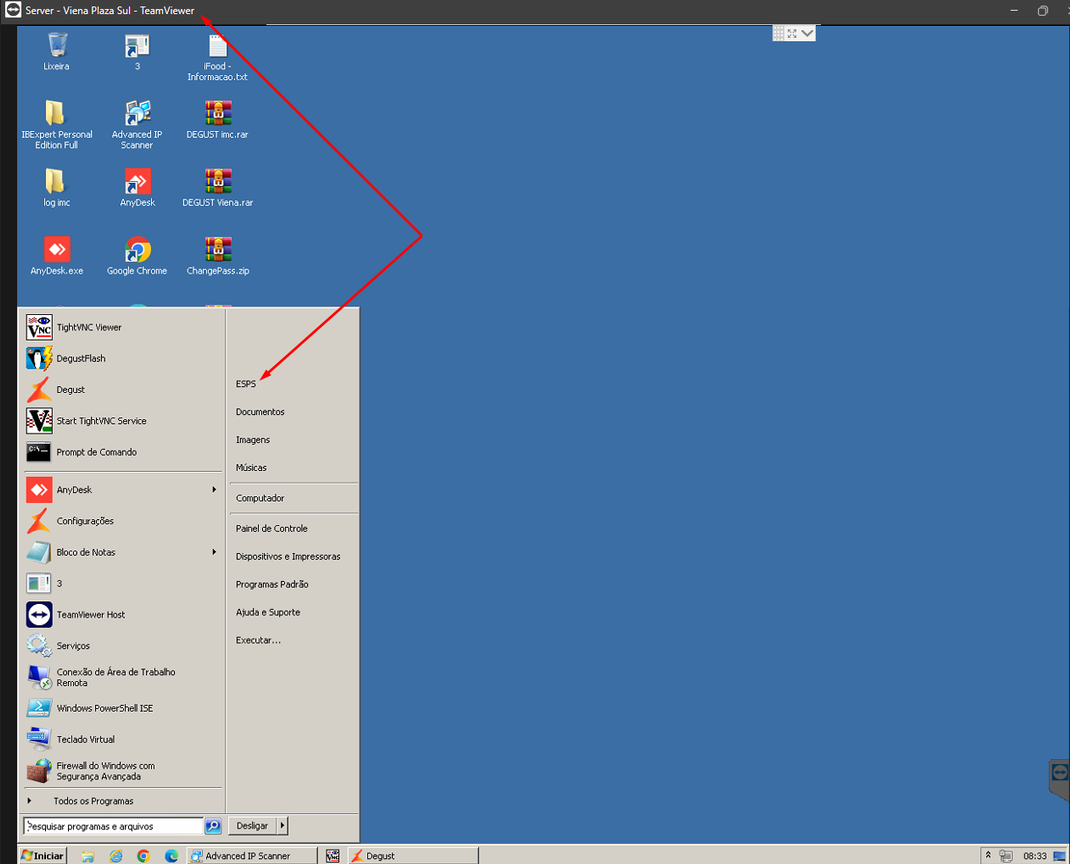 Server - Viena Plaza Sul - TeamViewer
Lixeira
3
iFood -
Informacao.txt
IBExpert Personal
Edition Full
Advanced IP
Scanner
DEGUST imc.rar
log imc
AnyDesk
DEGUST Viena.rar
AnyDesk.exe
Google Chrome
ChangePass.zip
TightVNC Viewer
DegustFlash
Degust
Start TightVNC Service
Prompt de Comando
AnyDesk
Configurações
Bloco de Notas
3
TeamViewer Host
Serviços
Conexão de Área de Trabalho
Remota
Windows PowerShell ISE
Teclado Virtual
Firewall do Windows com
Segurança Avançada
Todos os Programas
Pesquisar programas e arquivos
ESPS
Documentos
Imagens
Músicas
Computador
Painel de Controle
Dispositivos e Impressoras
Programas Padrão
Ajuda e Suporte
Executar...
Desligar
Iniciar
Advanced IP Scanner
Degust
08:33